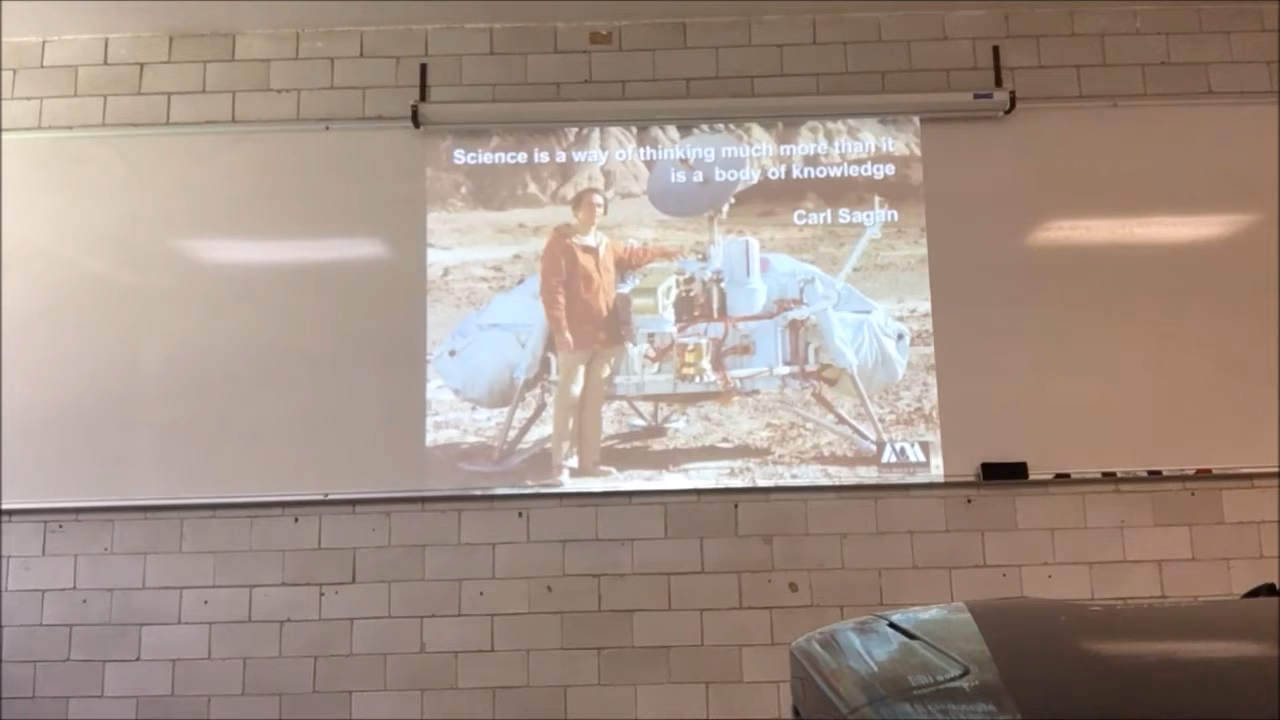 Science is a way of thinking much more than it
is a body of knowledge
Carl Sagan